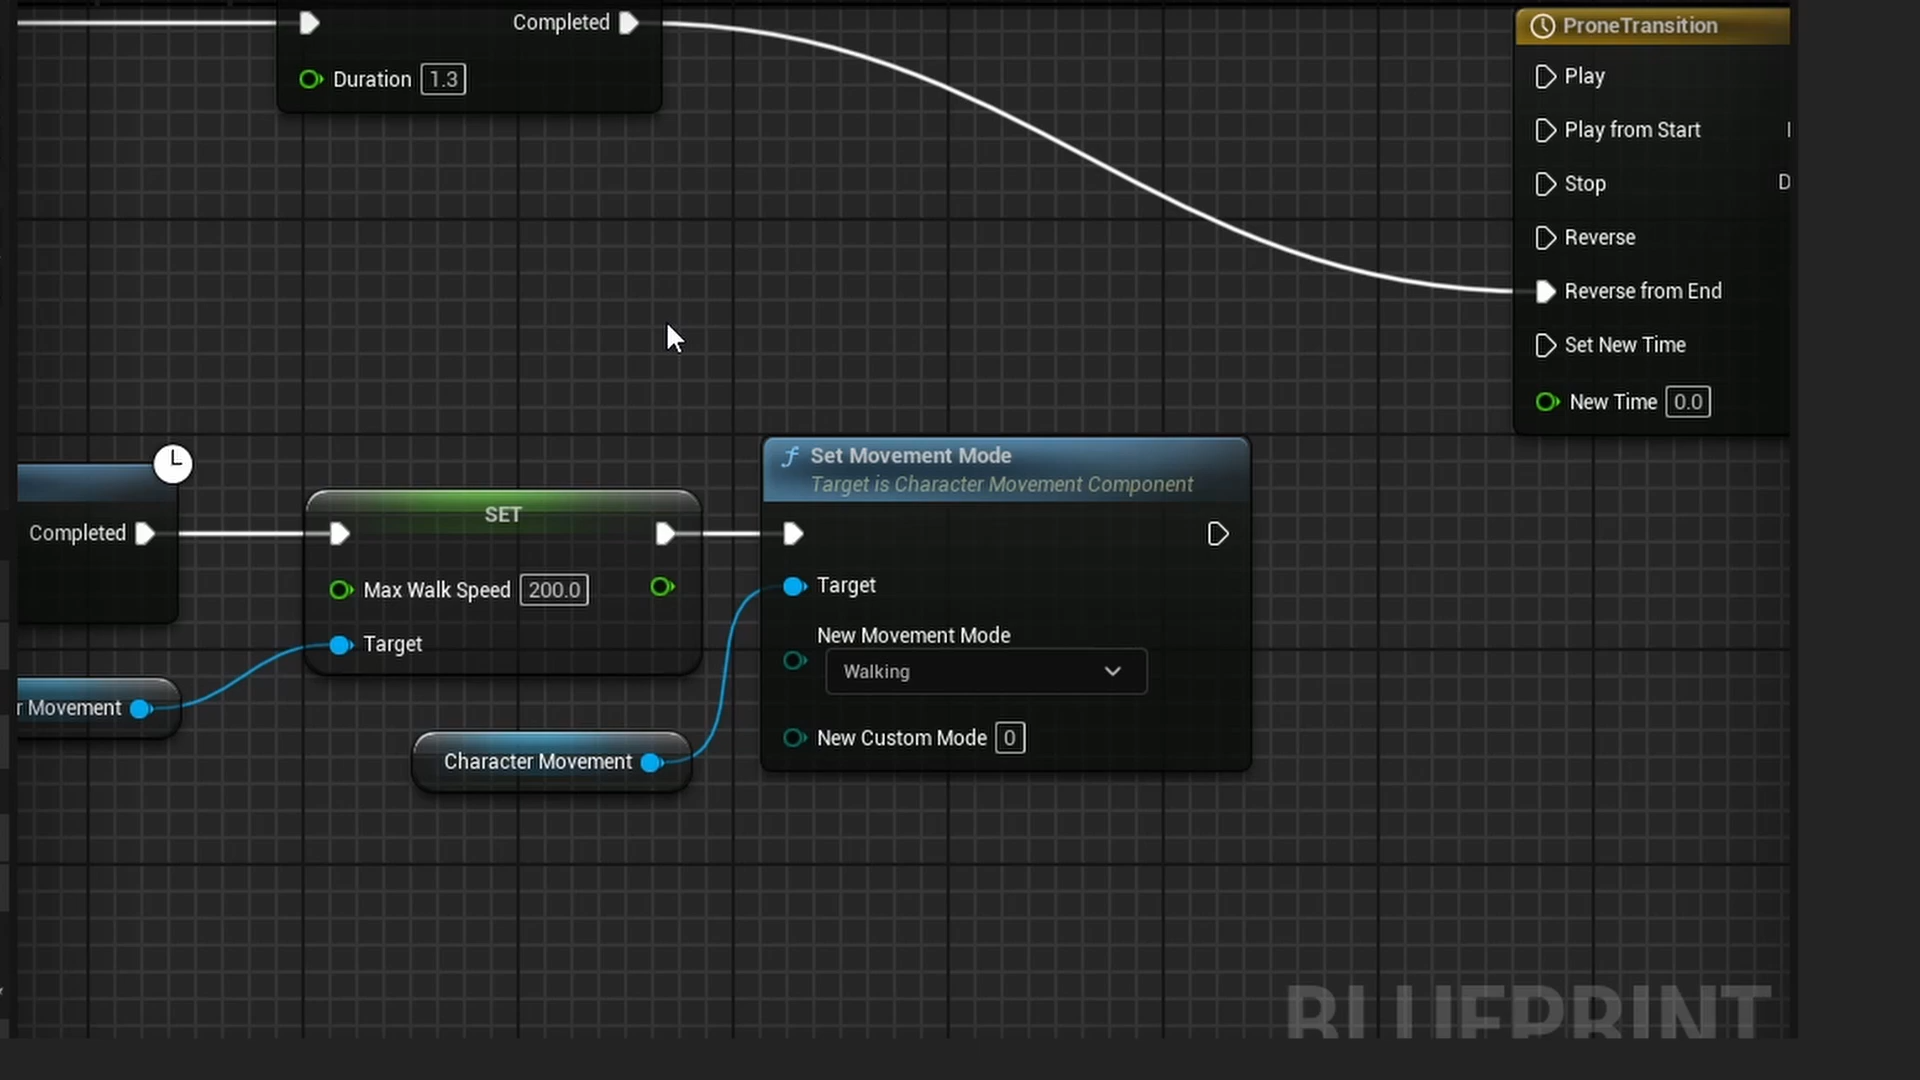 Completed
Duration 1.3
ProneTransition
Play
Play from Start
Stop
D
Reverse
Reverse from End
Set New Time
New Time 0.0
Completed
SET
Max Walk Speed 200.0
Target
r Movement
Character Movement
Set Movement Mode
Target is Character Movement Component
Target
New Movement Mode
Walking
New Custom Mode 0
BLUEPRINT